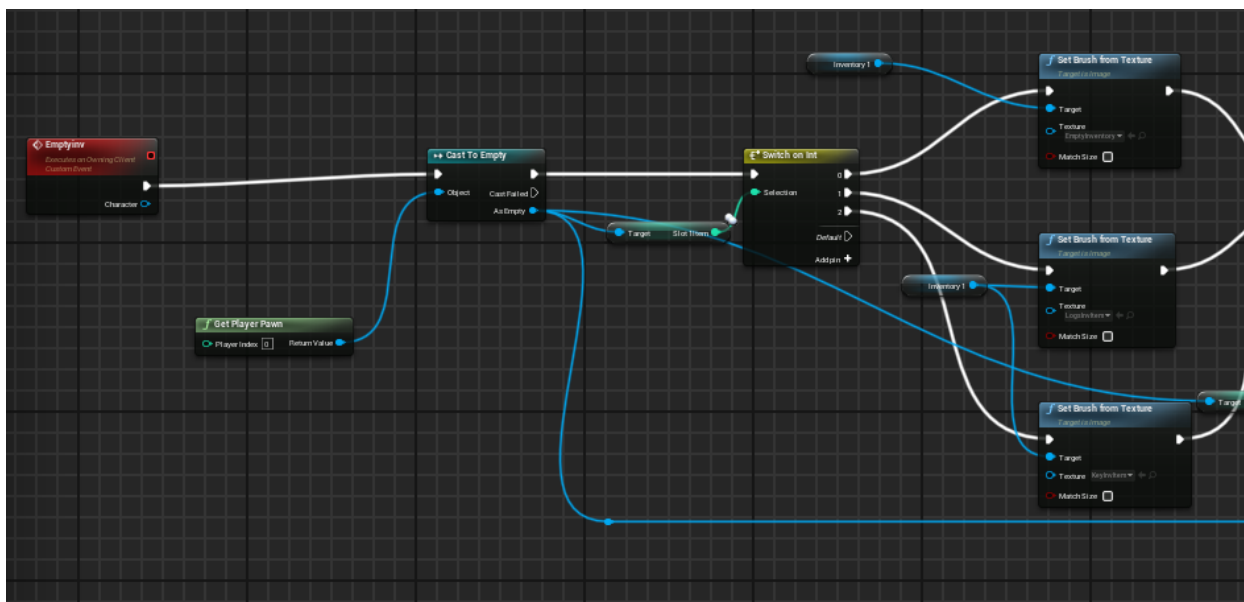 Emptyinv
Executes on Owning Client
Custom Event
Character
Get Player Pawn
Player Index 0 Return Value
Cast To Empty
Object Cast Failed
As Empty
Target Slot 1Item
Switch on Int
0
Selection 1
2
Default
Add pin
Inventory 1
Set Brush from Texture
Target is Image
Target
Texture
EmptyInventory
Match Size
Inventory 1
Set Brush from Texture
Target is Image
Target
Texture
LogsInvItem
Match Size
Target
Set Brush from Texture
Target is Image
Target
Texture KeyInvItem
Match Size